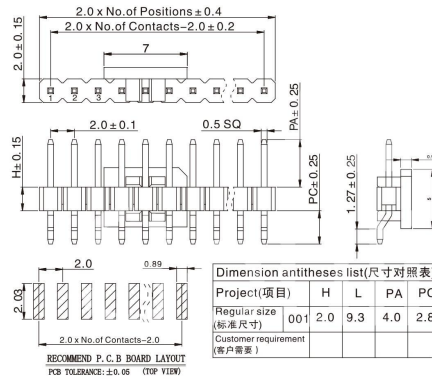 2.0 x No.of Positions±0.4
2.0 x No.of Contacts-2.0±0.2
2.0±0.15
7
1 2 3
PA±0.25
2.0±0.1
0.5 SQ
H±0.15
PC±0.25
1.27±0.25
2.0
0.89
2.03
2.0 x No.of Contacts-2.0
RECOMMEND P.C.B BOARD LAYOUT
PCB TOLERANCE:±0.05 (TOP VIEW)
Dimension antitheses list(尺寸对照表
Project(项目) H L PA PC
Regular size
(标准尺寸) 001 2.0 9.3 4.0 2.8
Customer requirement
(客户需要)